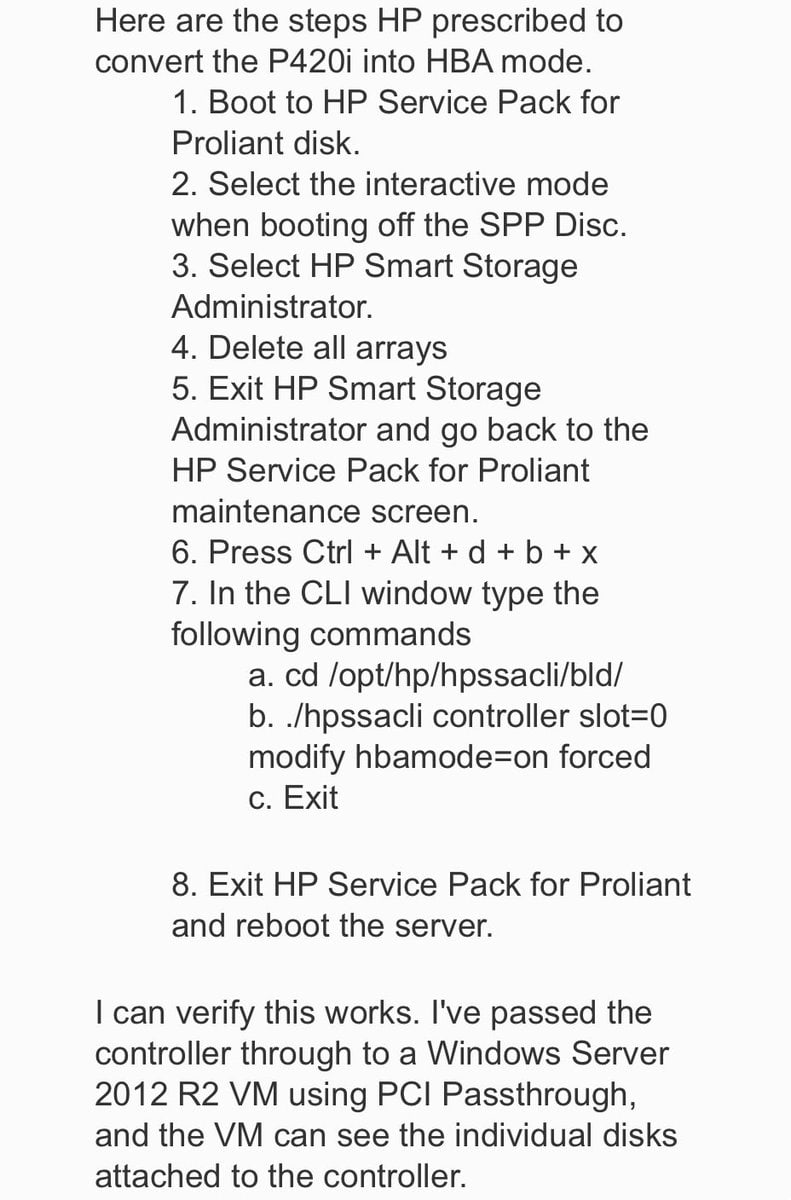 Here are the steps HP prescribed to
convert the P420i into HBA mode.
1. Boot to HP Service Pack for
Proliant disk.
2. Select the interactive mode
when booting off the SPP Disc.
3. Select HP Smart Storage
Administrator.
4. Delete all arrays
5. Exit HP Smart Storage
Administrator and go back to the
HP Service Pack for Proliant
maintenance screen.
6. Press Ctrl + Alt + d + b + x
7. In the CLI window type the
following commands
a. cd /opt/hp/hpssacli/bld/
b. ./hpssacli controller slot=0
modify hbamode=on forced
c. Exit
8. Exit HP Service Pack for Proliant
and reboot the server.
I can verify this works. I've passed the
controller through to a Windows Server
2012 R2 VM using PCI Passthrough,
and the VM can see the individual disks
attached to the controller.